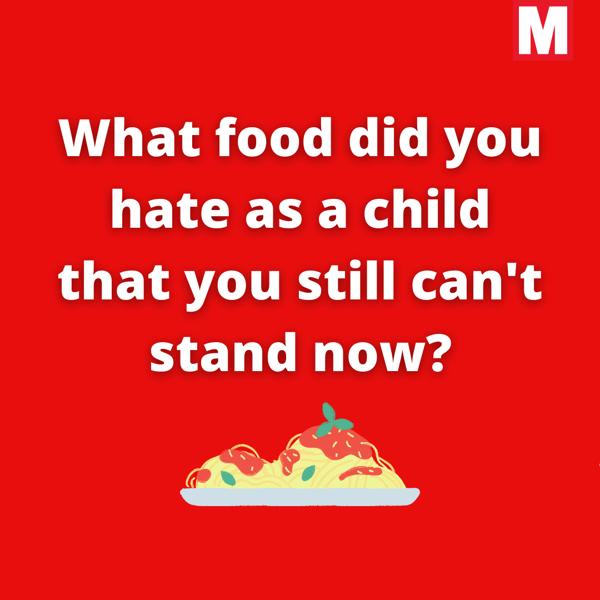 M
What food did you
hate as a child
that you still can't
stand now?